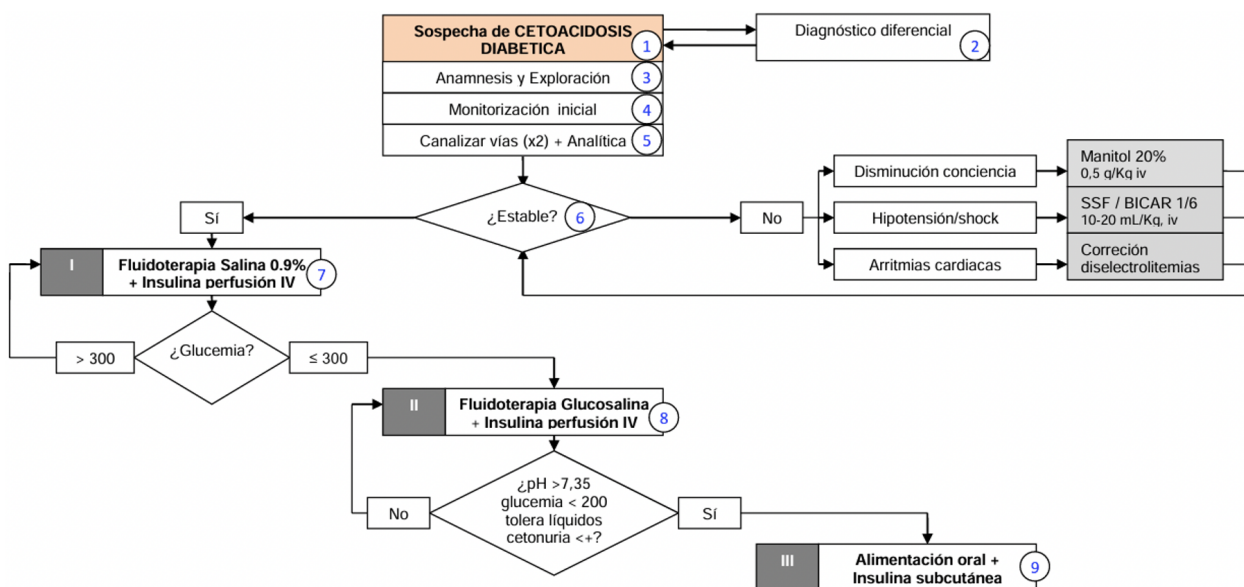 Sospecha de CETOACIDOSIS
DIABETICA
1
Diagnóstico diferencial
2
Anamnesis y Exploración
3
Monitorización inicial
4
Canalizar vías (x2) + Analítica
5
¿Estable?
6
Sí
No
Disminución conciencia
Manitol 20%
0,5 g/Kg iv
Hipotensión/shock
SSF / BICAR 1/6
10-20 mL/Kg, iv
Arritmias cardiacas
Correción
diselectrolitemias
I
Fluidoterapia Salina 0.9%
+ Insulina perfusión IV
7
¿Glucemia?
> 300
≤ 300
II
Fluidoterapia Glucosalina
+ Insulina perfusión IV
8
¿pH >7,35
glucemia < 200
tolera líquidos
cetonuria <+?
No
Sí
III
Alimentación oral +
Insulina subcutánea
9